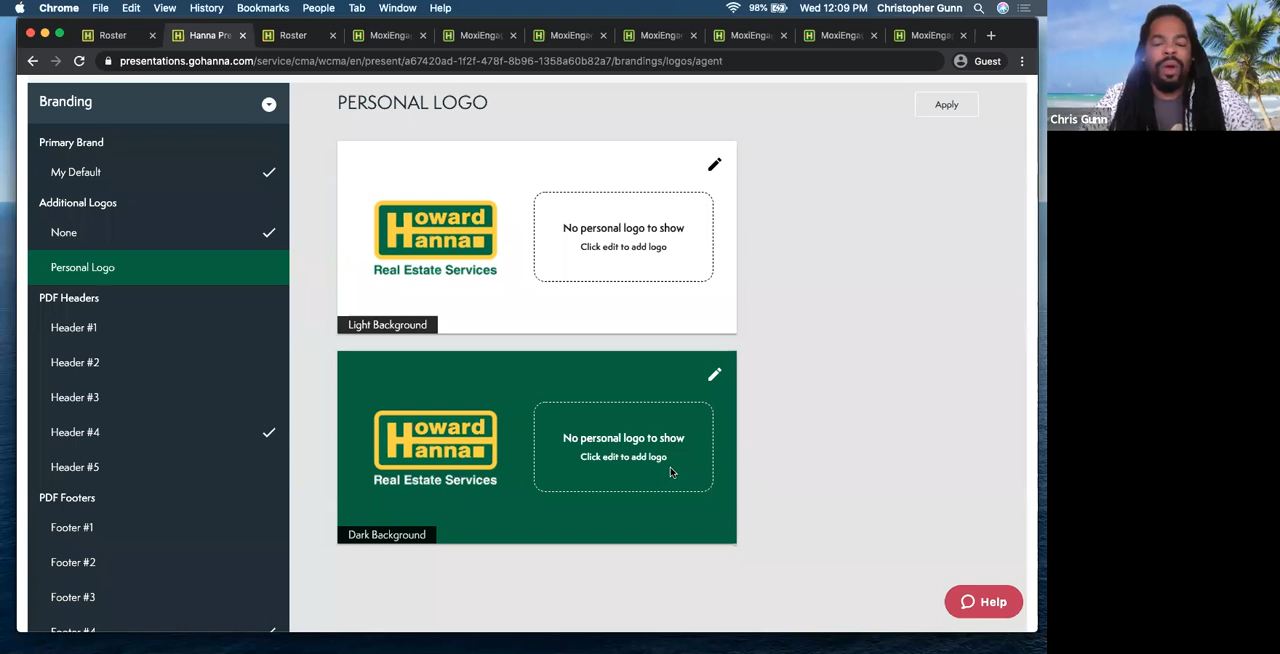 Chrome File Edit View History Bookmarks People Tab Window Help
98% Wed 12:09 PM Christopher Gunn
Roster
Hanna Pre
Roster
MoxiEnga
MoxiEnga
MoxiEnga
MoxiEnga
MoxiEnga
MoxiEnga
MoxiEnga
presentations.gohanna.com/service/cma/wcma/en/present/a67420ad-1f2f-478f-8b96-1358a60b82a7/brandings/logos/agent
Guest
Chris Gunn
Branding
Primary Brand
My Default
Additional Logos
None
Personal Logo
PDF Headers
Header #1
Header #2
Header #3
Header #4
Header #5
PDF Footers
Footer #1
Footer #2
Footer #3
Footer #4
PERSONAL LOGO
Apply
Howard
Hanna
Real Estate Services
No personal logo to show
Click edit to add logo
Light Background
Howard
Hanna
Real Estate Services
No personal logo to show
Click edit to add logo
Dark Background
Help